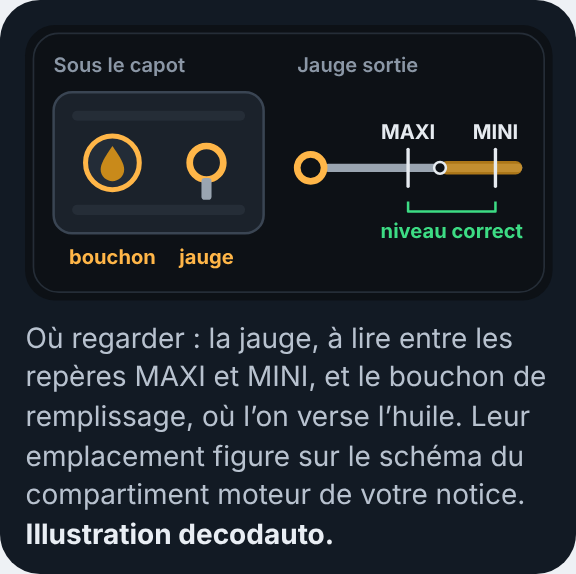 Sous le capot
Jauge sortie
MAXI MINI
niveau correct
bouchon jauge
Où regarder : la jauge, à lire entre les
repères MAXI et MINI, et le bouchon de
remplissage, où l’on verse l’huile. Leur
emplacement figure sur le schéma du
compartiment moteur de votre notice.
Illustration decodauto.